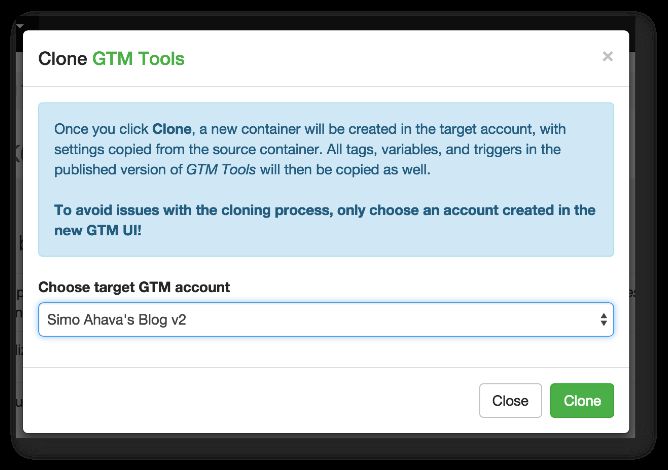 Clone GTM Tools ×
Once you click Clone, a new container will be created in the target account, with
settings copied from the source container. All tags, variables, and triggers in the
published version of GTM Tools will then be copied as well.
To avoid issues with the cloning process, only choose an account created in the
new GTM UI!
Choose target GTM account
Simo Ahava's Blog v2
Close Clone